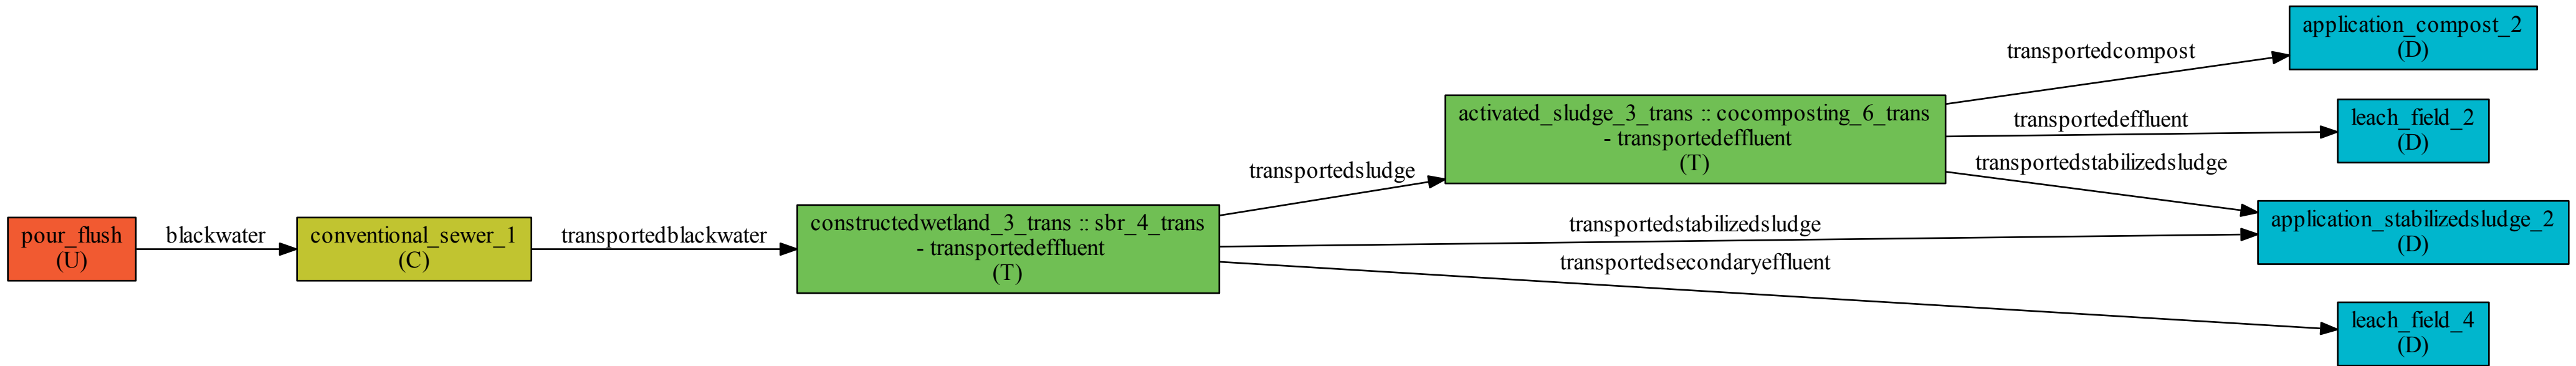 pour_flush
(U)
blackwater
conventional_sewer_1
(C)
transportedblackwater
constructedwetland_3_trans :: sbr_4_trans
- transportedeffluent
(T)
transportedsludge
transportedstabilizedsludge
transportedsecondaryeffluent
activated_sludge_3_trans :: cocomposting_6_trans
- transportedeffluent
(T)
transportedcompost
transportedeffluent
transportedstabilizedsludge
application_compost_2
(D)
leach_field_2
(D)
application_stabilizedsludge_2
(D)
leach_field_4
(D)